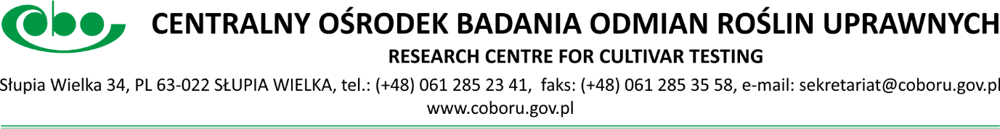 cobo
CENTRALNY OŚRODEK BADANIA ODMIAN ROŚLIN UPRAWNYCH
RESEARCH CENTRE FOR CULTIVAR TESTING
Słupia Wielka 34, PL 63-022 SŁUPIA WIELKA, tel.: (+48) 061 285 23 41, faks: (+48) 061 285 35 58, e-mail: sekretariat@coboru.gov.pl
www.coboru.gov.pl